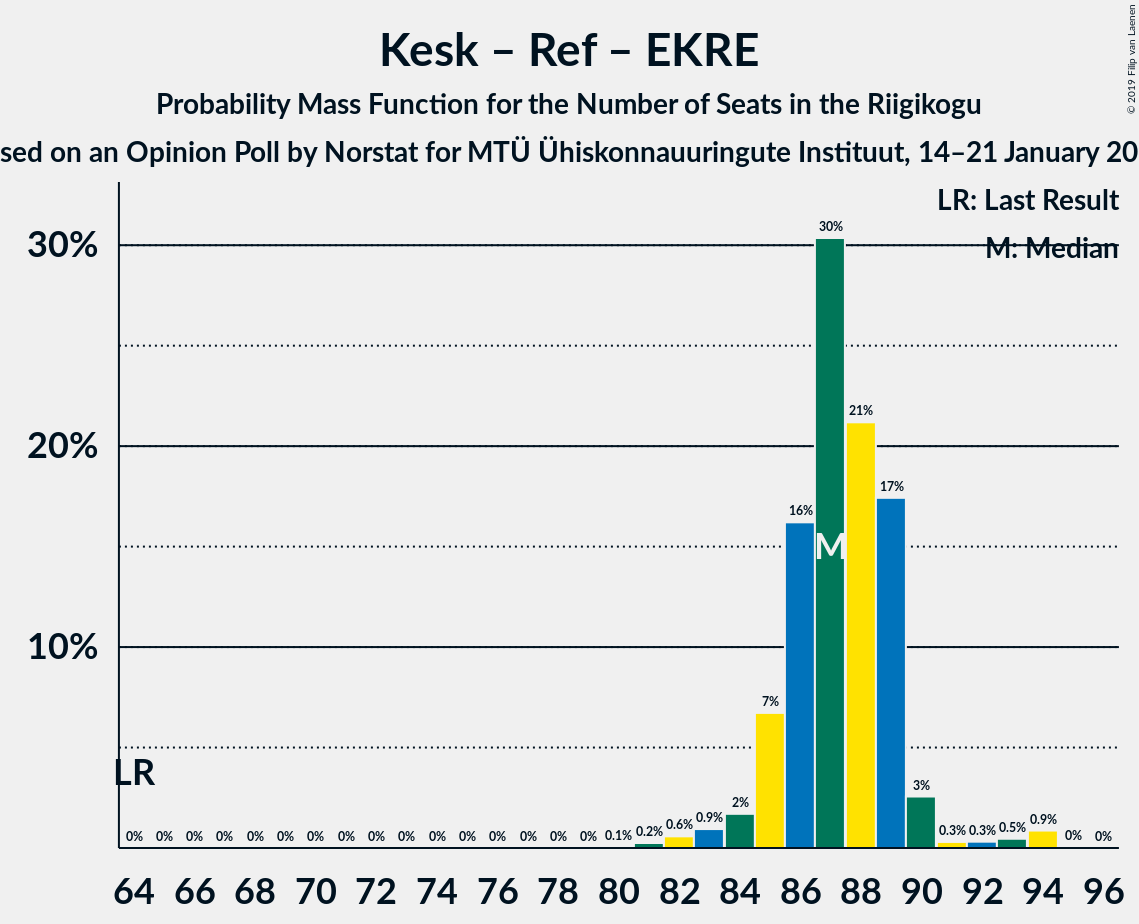 © 2019 Filip van Laenen
Kesk – Ref – EKRE
Probability Mass Function for the Number of Seats in the Riigikogu
sed on an Opinion Poll by Norstat for MTÜ Ühiskonnauuringute Instituut, 14–21 January 20
LR: Last Result
M: Median
30%
20%
10%
30%
21%
17%
16%
M
7%
LR
0% 0% 0% 0% 0% 0% 0% 0% 0% 0% 0% 0% 0% 0% 0% 0% 0.1% 0.2% 0.6% 0.9% 2% 3% 0.3% 0.3% 0.5% 0.9% 0% 0%
64 66 68 70 72 74 76 78 80 82 84 86 88 90 92 94 96